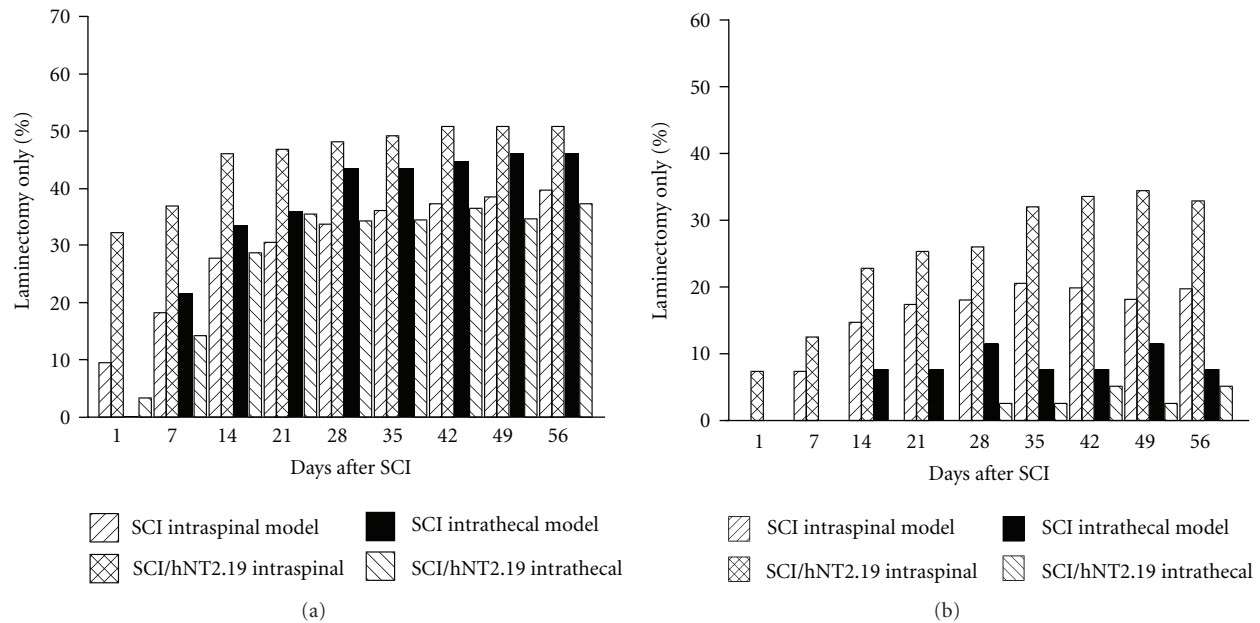 70
60
50
40
30
20
10
0
Laminectomy only (%)
1 7 14 21 28 35 42 49 56
Days after SCI
SCI intraspinal model
SCI intrathecal model
SCI/hNT2.19 intraspinal
SCI/hNT2.19 intrathecal
(a)
60
50
40
30
20
10
0
Laminectomy only (%)
1 7 14 21 28 35 42 49 56
Days after SCI
SCI intraspinal model
SCI intrathecal model
SCI/hNT2.19 intraspinal
SCI/hNT2.19 intrathecal
(b)